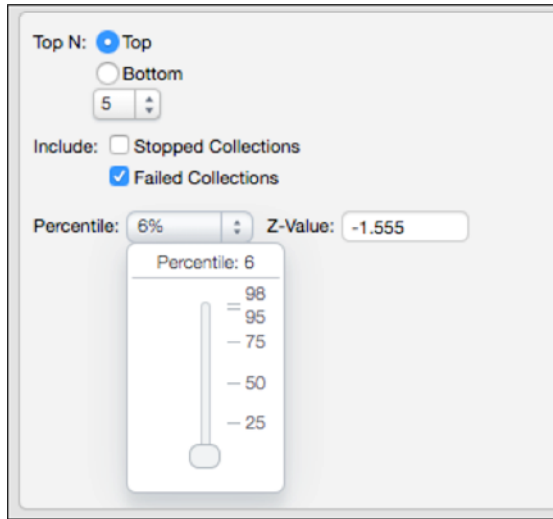 Top N: Top
Bottom
5
Include: Stopped Collections
Failed Collections
Percentile: 6% Z-Value: -1.555
Percentile: 6
98
95
75
50
25